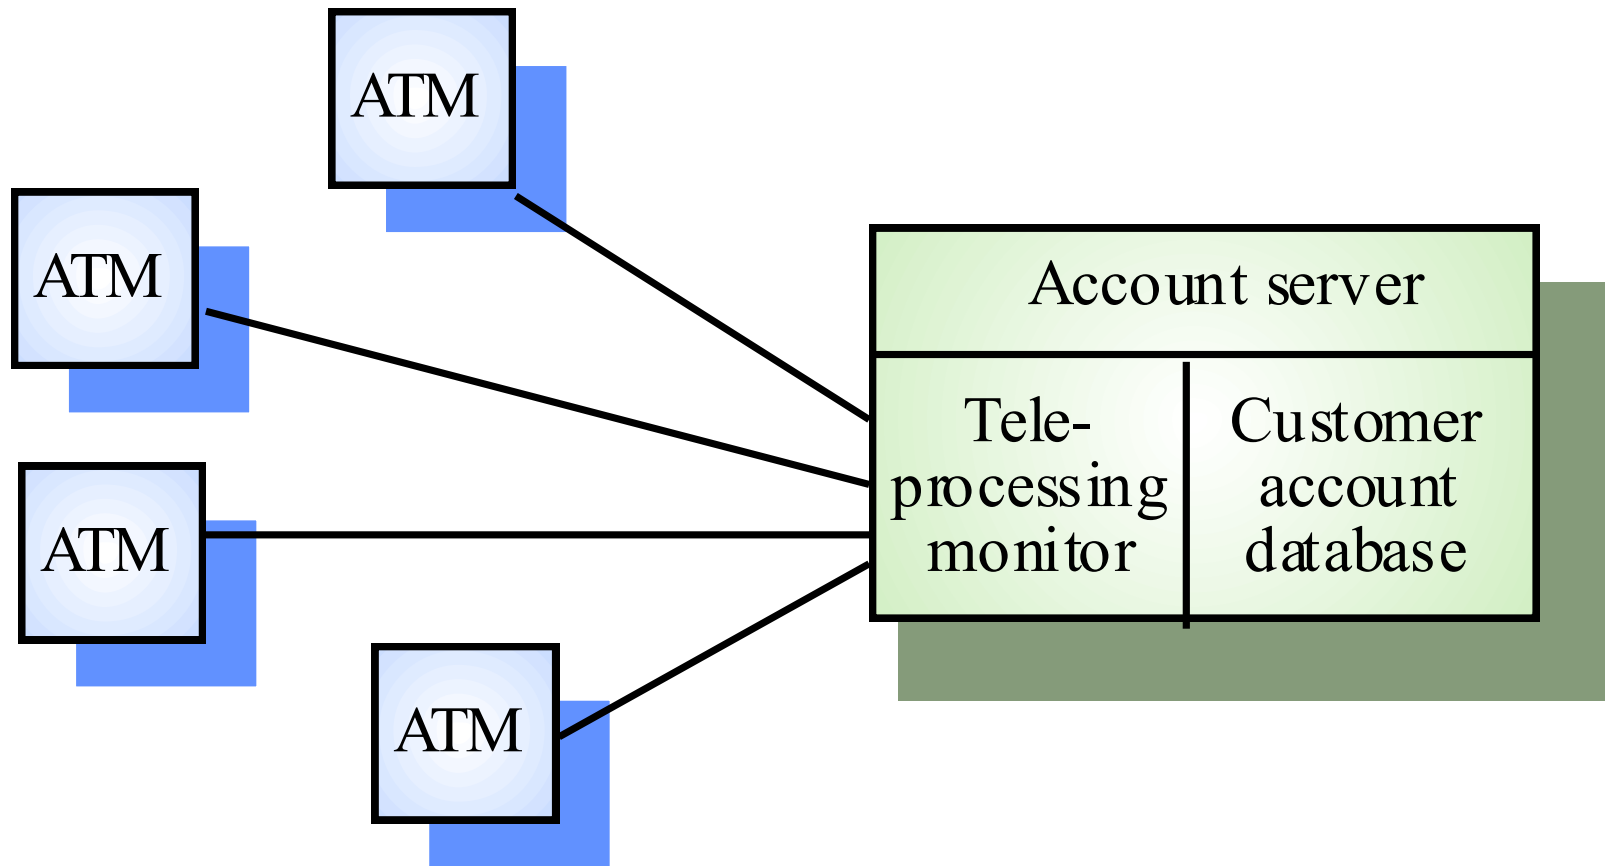 ATM
ATM
ATM
ATM
Account server
Tele-
processing
monitor
Customer
account
database